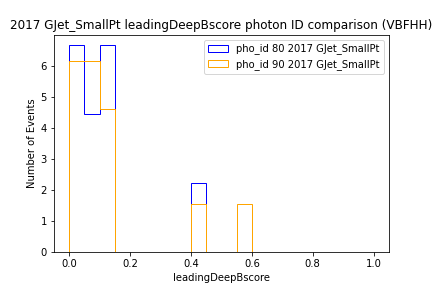 2017 GJet_SmallPt leadingDeepBscore photon ID comparison (VBFHH)
pho_id 80 2017 GJet_SmallPt
pho_id 90 2017 GJet_SmallPt
Number of Events
6
5
4
3
2
1
0
0.0 0.2 0.4 0.6 0.8 1.0
leadingDeepBscore